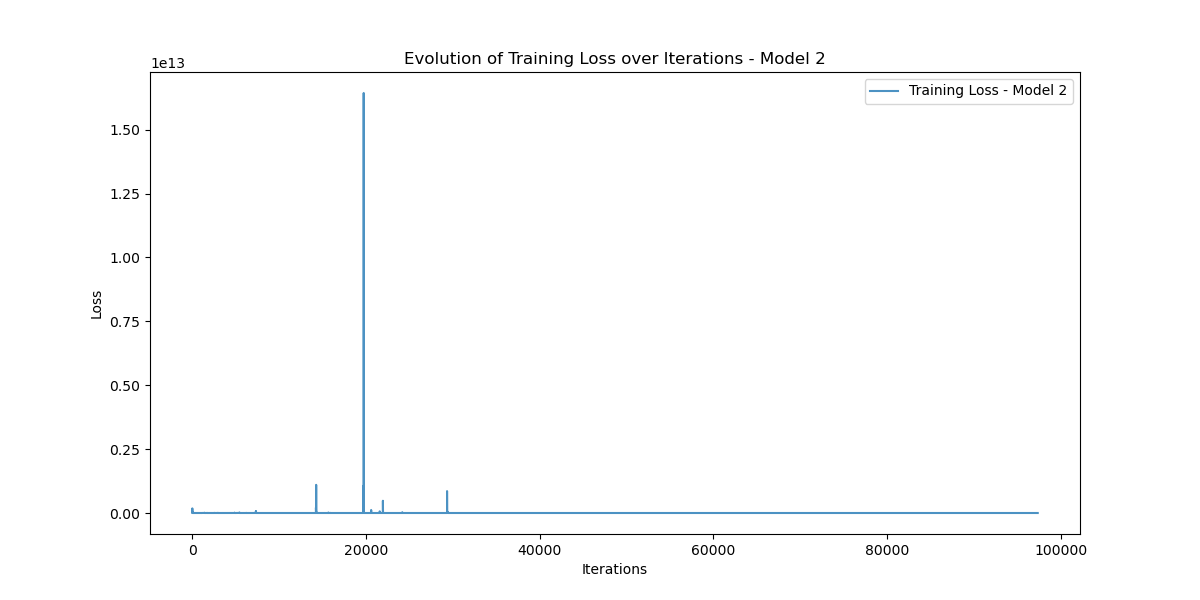 Evolution of Training Loss over Iterations - Model 2
1e13
Training Loss - Model 2
1.50
1.25
1.00
0.75
0.50
0.25
0.00
Loss
0 20000 40000 60000 80000 100000
Iterations